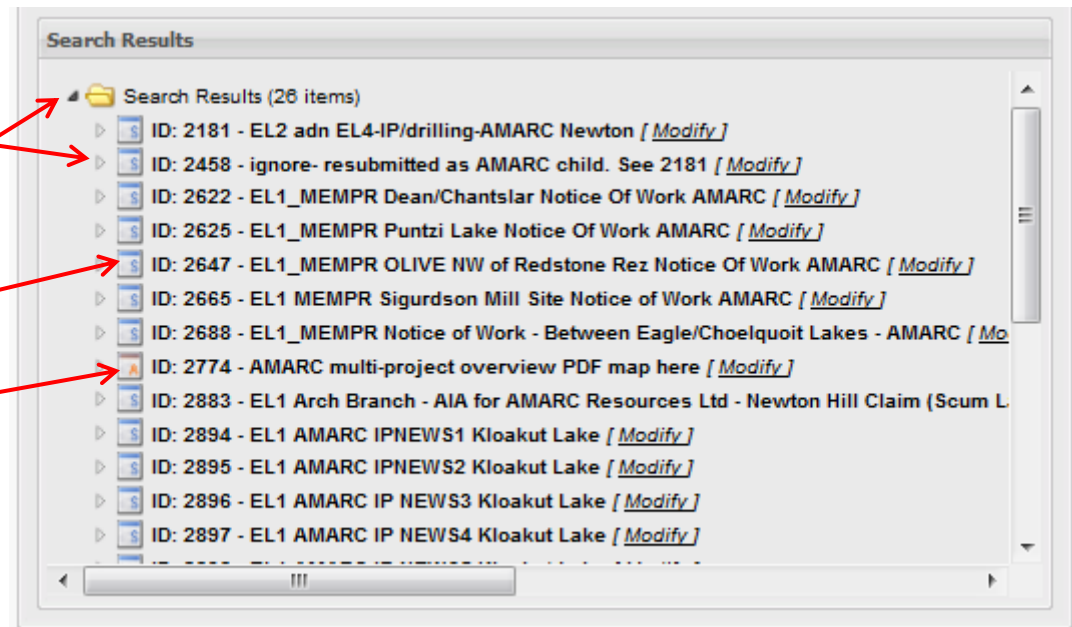 Search Results
Search Results (26 items)
S ID: 2181 - EL2 adn EL4-IP/drilling-AMARC Newton [ Modify ]
S ID: 2458 - ignore- resubmitted as AMARC child. See 2181 [ Modify ]
S ID: 2622 - EL1_MEMPR Dean/Chantslar Notice Of Work AMARC [ Modify ]
S ID: 2625 - EL1_MEMPR Puntzi Lake Notice Of Work AMARC [ Modify ]
S ID: 2647 - EL1_MEMPR OLIVE NW of Redstone Rez Notice Of Work AMARC [ Modify ]
S ID: 2665 - EL1 MEMPR Sigurdson Mill Site Notice of Work AMARC [ Modify ]
S ID: 2688 - EL1_MEMPR Notice of Work - Between Eagle/Choelquoit Lakes - AMARC [ Mo
A ID: 2774 - AMARC multi-project overview PDF map here [ Modify ]
S ID: 2883 - EL1 Arch Branch - AIA for AMARC Resources Ltd - Newton Hill Claim (Scum L
S ID: 2894 - EL1 AMARC IPNEWS1 Kloakut Lake [ Modify ]
S ID: 2895 - EL1 AMARC IPNEWS2 Kloakut Lake [ Modify ]
S ID: 2896 - EL1 AMARC IP NEWS3 Kloakut Lake [ Modify ]
S ID: 2897 - EL1 AMARC IP NEWS4 Kloakut Lake [ Modify ]